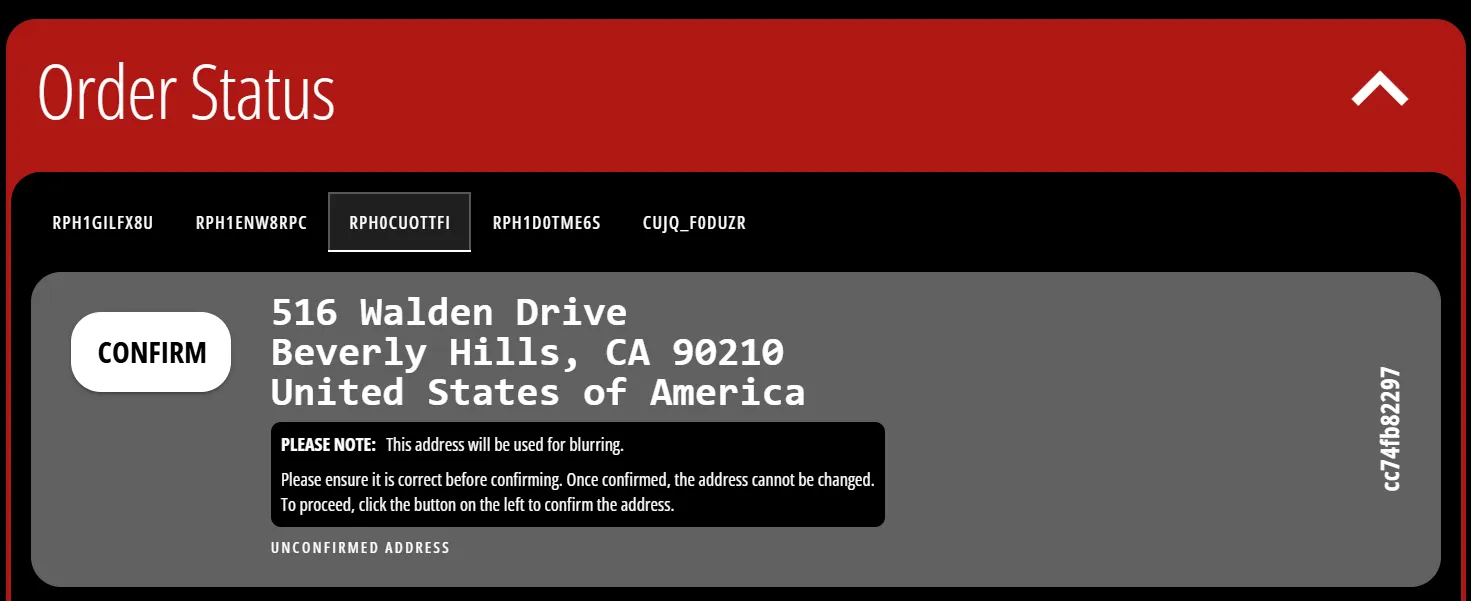 Order Status
RPH1GILFX8U RPH1ENW8RPC RPH0CUOTTFI RPH1D0TME6S CUJQ_F0DUZR
CONFIRM
516 Walden Drive
Beverly Hills, CA 90210
United States of America
PLEASE NOTE: This address will be used for blurring.
Please ensure it is correct before confirming. Once confirmed, the address cannot be changed.
To proceed, click the button on the left to confirm the address.
UNCONFIRMED ADDRESS
cc74fb82297